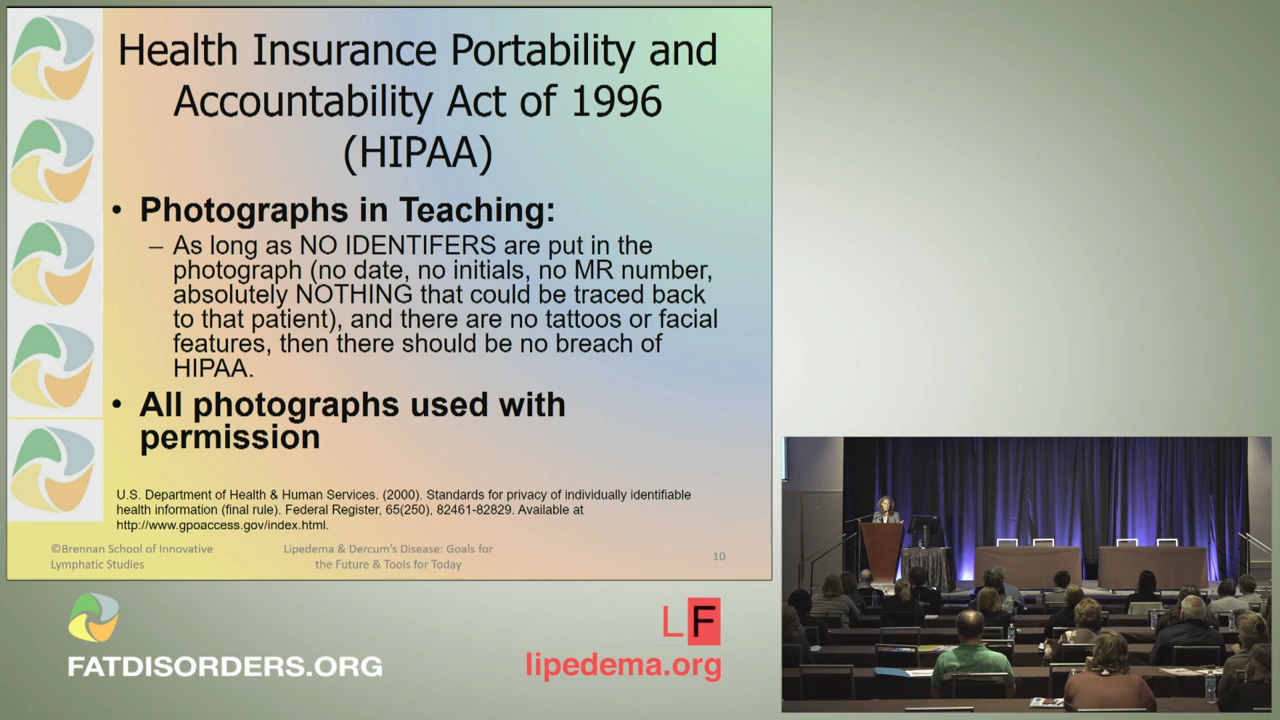 Health Insurance Portability and
Accountability Act of 1996
(HIPAA)
• Photographs in Teaching:
– As long as NO IDENTIFERS are put in the
photograph (no date, no initials, no MR number,
absolutely NOTHING that could be traced back
to that patient), and there are no tattoos or facial
features, then there should be no breach of
HIPAA.
• All photographs used with
permission
U.S. Department of Health & Human Services. (2000). Standards for privacy of individually identifiable
health information (final rule). Federal Register, 65(250), 82461-82829. Available at
http://www.gpoaccess.gov/index.html.
©Brennan School of Innovative
Lymphatic Studies
Lipedema & Dercum's Disease: Goals for
the Future & Tools for Today
10
FATDISORDERS.ORG
LF
lipedema.org